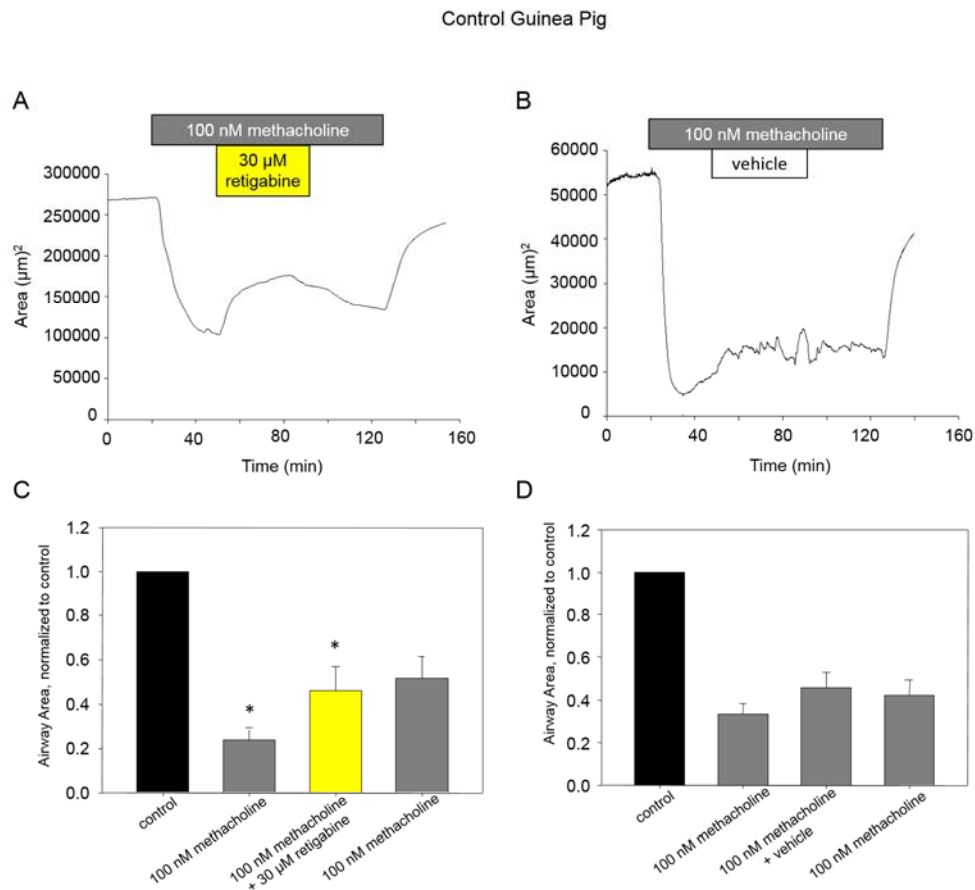 Control Guinea Pig
A
100 nM methacholine
30 µM
retigabine
300000
250000
200000
150000
100000
50000
0
Area (µm)²
0
40
80
120
160
Time (min)
B
100 nM methacholine
vehicle
60000
50000
40000
30000
20000
10000
0
Area (µm)²
0
40
80
120
160
Time (min)
C
1.2
1.0
0.8
0.6
0.4
0.2
0.0
Airway Area, normalized to control
*
*
control
100 nM methacholine
100 nM methacholine
+ 30 µM retigabine
100 nM methacholine
D
1.2
1.0
0.8
0.6
0.4
0.2
0.0
Airway Area, normalized to control
control
100 nM methacholine
100 nM methacholine
+ vehicle
100 nM methacholine